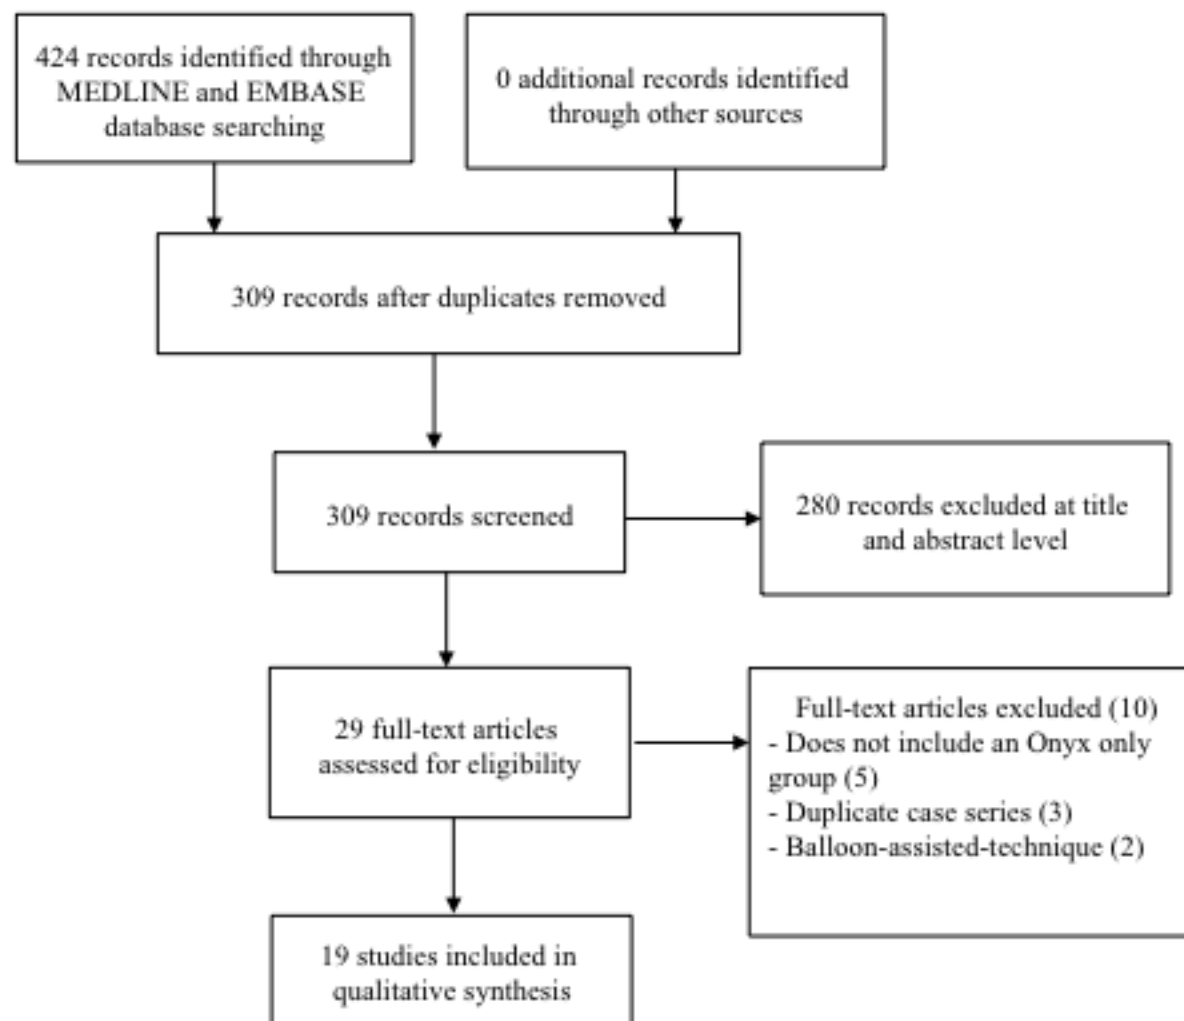 424 records identified through
MEDLINE and EMBASE
database searching
0 additional records identified
through other sources
309 records after duplicates removed
309 records screened
280 records excluded at title
and abstract level
29 full-text articles
assessed for eligibility
Full-text articles excluded (10)
- Does not include an Onyx only
group (5)
- Duplicate case series (3)
- Balloon-assisted-technique (2)
19 studies included in
qualitative synthesis